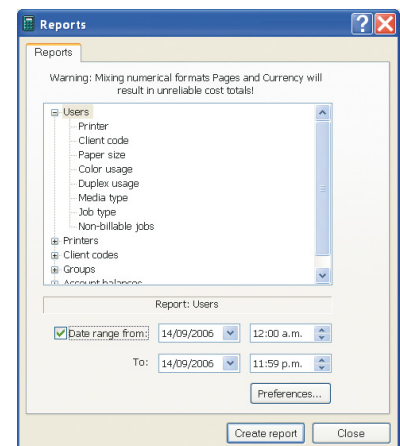 Reports
Reports
Warning: Mixing numerical formats Pages and Currency will
result in unreliable cost totals!
Users
Printer
Client code
Paper size
Color usage
Duplex usage
Media type
Job type
Non-billable jobs
Printers
Client codes
Groups
Account balances
Report: Users
Date range from: 14/09/2006 12:00 a.m.
To: 14/09/2006 11:59 p.m.
Preferences...
Create report Close